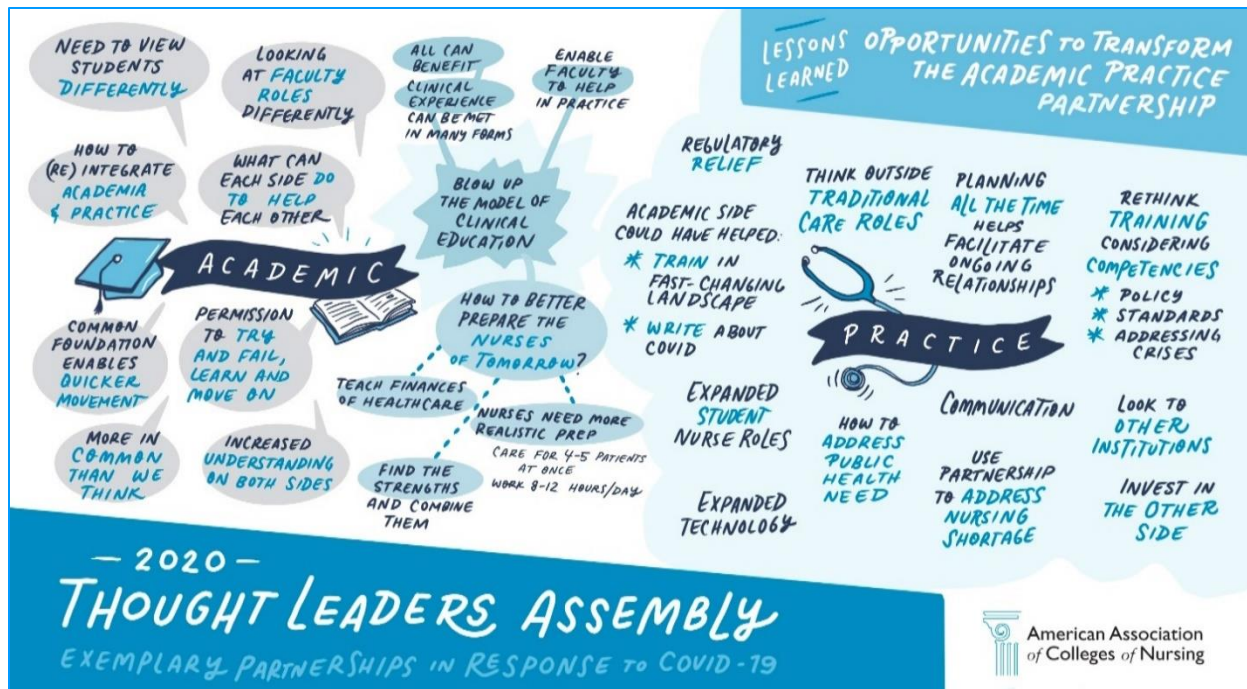 NEED TO VIEW
STUDENTS
DIFFERENTLY
LOOKING
AT FACULTY
ROLES
DIFFERENTLY
HOW TO
(RE) INTEGRATE
ACADEMIA
& PRACTICE
WHAT CAN
EACH SIDE DO
TO HELP
EACH OTHER
ACADEMIC
COMMON
FOUNDATION
ENABLES
QUICKER
MOVEMENT
PERMISSION
TO TRY
AND FAIL,
LEARN AND
MOVE ON
MORE IN
COMMON
THAN WE
THINK
INCREASED
UNDERSTANDING
ON BOTH SIDES
ALL CAN
BENEFIT
CLINICAL
EXPERIENCE
CAN BE MET
IN MANY FORMS
ENABLE
FACULTY
TO HELP
IN PRACTICE
BLOW UP
THE MODEL OF
CLINICAL
EDUCATION
HOW TO BETTER
PREPARE THE
NURSES
OF TOMORROW?
TEACH FINANCES
OF HEALTHCARE
NURSES NEED MORE
REALISTIC PREP
CARE FOR 4-5 PATIENTS
AT ONCE
WORK 8-12 HOURS/DAY
FIND THE
STRENGTHS
AND COMBINE
THEM
LESSONS
LEARNED
OPPORTUNITIES TO TRANSFORM
THE ACADEMIC PRACTICE
PARTNERSHIP
REGULATORY
RELIEF
ACADEMIC SIDE
COULD HAVE HELPED:
* TRAIN IN
FAST-CHANGING
LANDSCAPE
* WRITE ABOUT
COVID
THINK OUTSIDE
TRADITIONAL
CARE ROLES
PLANNING
ALL THE TIME
HELPS
FACILITATE
ONGOING
RELATIONSHIPS
RETHINK
TRAINING
CONSIDERING
COMPETENCIES
* POLICY
* STANDARDS
* ADDRESSING
CRISES
PRACTICE
EXPANDED
STUDENT
NURSE ROLES
EXPANDED
TECHNOLOGY
HOW TO
ADDRESS
PUBLIC
HEALTH
NEED
COMMUNICATION
USE
PARTNERSHIP
TO ADDRESS
NURSING
SHORTAGE
LOOK TO
OTHER
INSTITUTIONS
INVEST IN
THE OTHER
SIDE
— 2020 —
THOUGHT LEADERS ASSEMBLY
EXEMPLARY PARTNERSHIPS IN RESPONSE TO COVID-19
American Association
of Colleges of Nursing